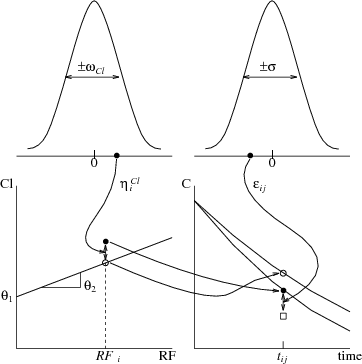 ±ω_Cl
±σ
0
0
Cl
η_i^Cl
C
ε_ij
θ_2
θ_1
RF_i
RF
t_ij
time